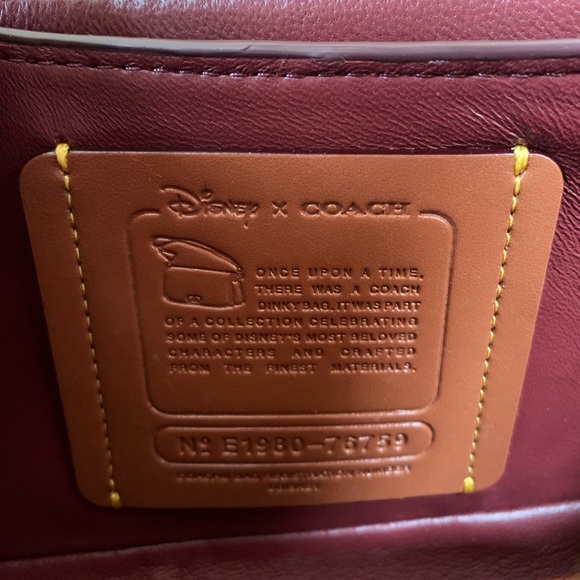 Disney x COACH
ONCE UPON A TIME,
THERE WAS A COACH
DINKY BAG. IT WAS PART
OF A COLLECTION CELEBRATING
SOME OF DISNEY'S MOST BELOVED
CHARACTERS AND CRAFTED
FROM THE FINEST MATERIALS.
Nº E1980-76759